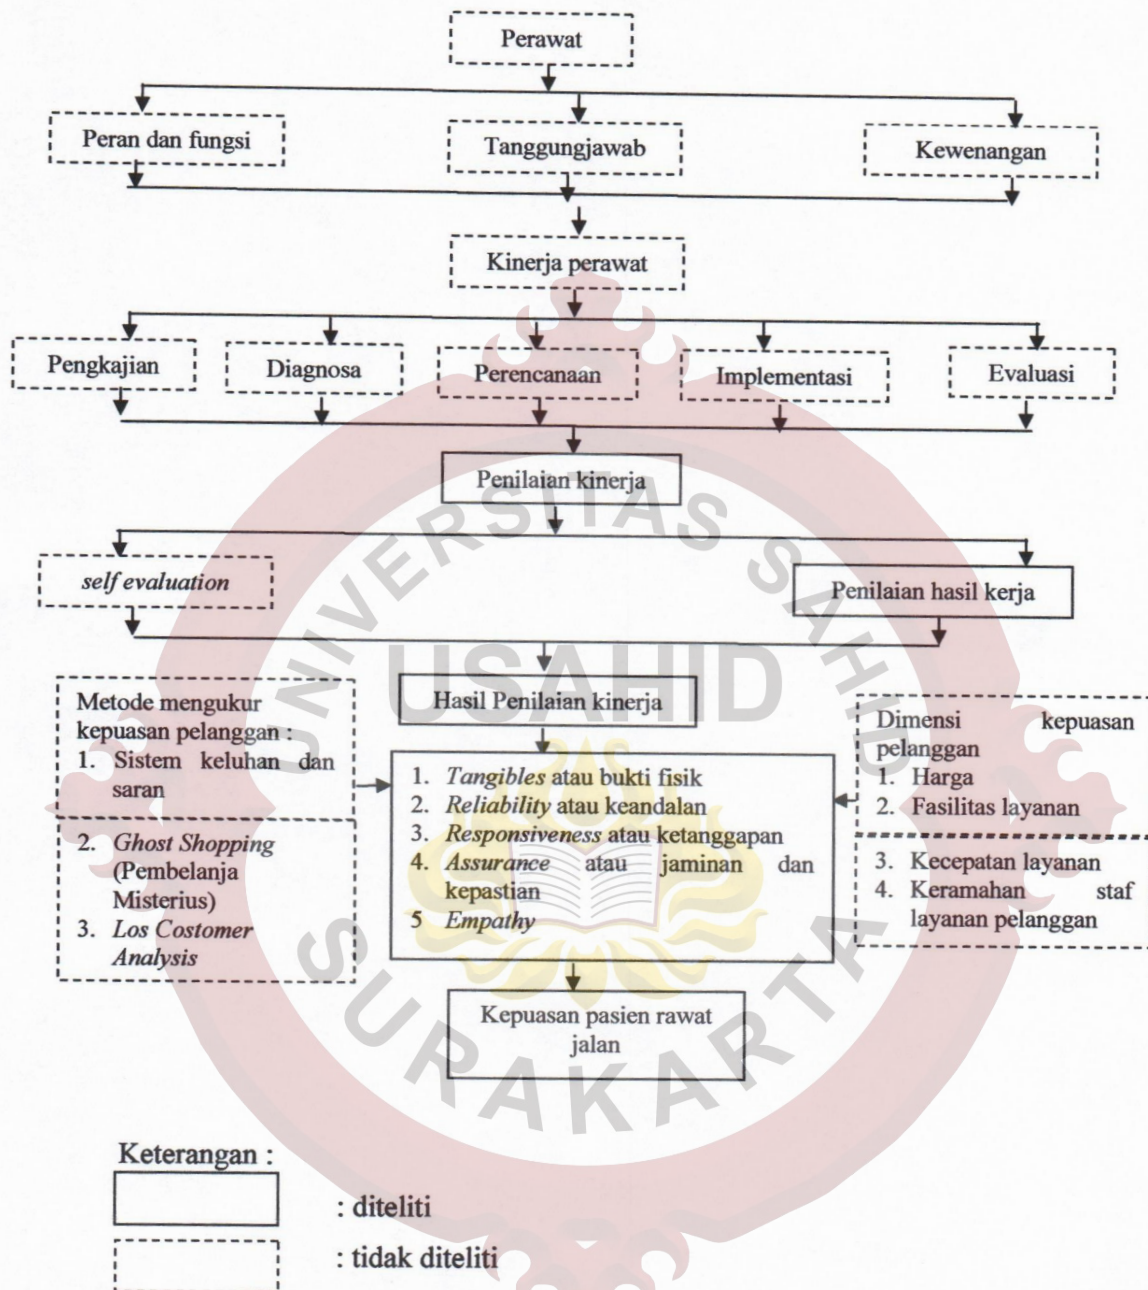 Perawat
Peran dan fungsi
Tanggungjawab
Kewenangan
Kinerja perawat
Pengkajian
Diagnosa
Perencanaan
Implementasi
Evaluasi
Penilaian kinerja
self evaluation
Penilaian hasil kerja
Hasil Penilaian kinerja
Metode mengukur
kepuasan pelanggan :
1. Sistem keluhan dan
saran
2. Ghost Shopping
(Pembelanja
Misterius)
3. Los Costomer
Analysis
1. Tangibles atau bukti fisik
2. Reliability atau keandalan
3. Responsiveness atau ketanggapan
4. Assurance atau jaminan dan
kepastian
5 Empathy
Dimensi kepuasan
pelanggan
1. Harga
2. Fasilitas layanan
3. Kecepatan layanan
4. Keramahan staf
layanan pelanggan
Kepuasan pasien rawat
jalan
Keterangan :
: diteliti
: tidak diteliti
UNIVERSITAS SAHID
USAHID
SURAKARTA